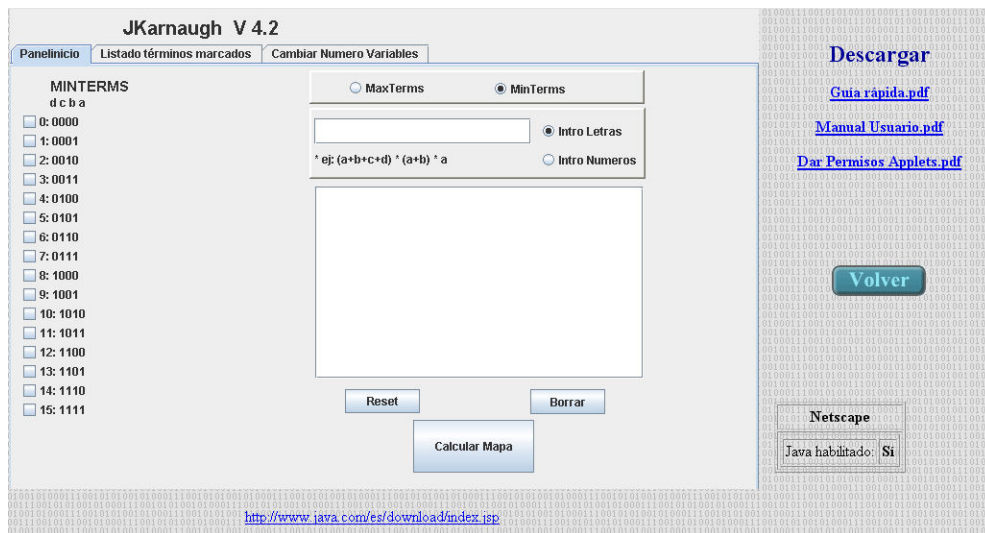 JKarnaugh V 4.2
PanelInicio
Listado términos marcados
Cambiar Numero Variables
MINTERMS
d c b a
0: 0000
1: 0001
2: 0010
3: 0011
4: 0100
5: 0101
6: 0110
7: 0111
8: 1000
9: 1001
10: 1010
11: 1011
12: 1100
13: 1101
14: 1110
15: 1111
MaxTerms
MinTerms
Intro Letras
* ej: (a+b+c+d) * (a+b) * a
Intro Numeros
Reset
Borrar
Calcular Mapa
Descargar
Guia rápida.pdf
Manual Usuario.pdf
Dar Permisos Applets.pdf
Volver
Netscape
Java habilitado: Si
http://www.java.com/es/download/index.jsp